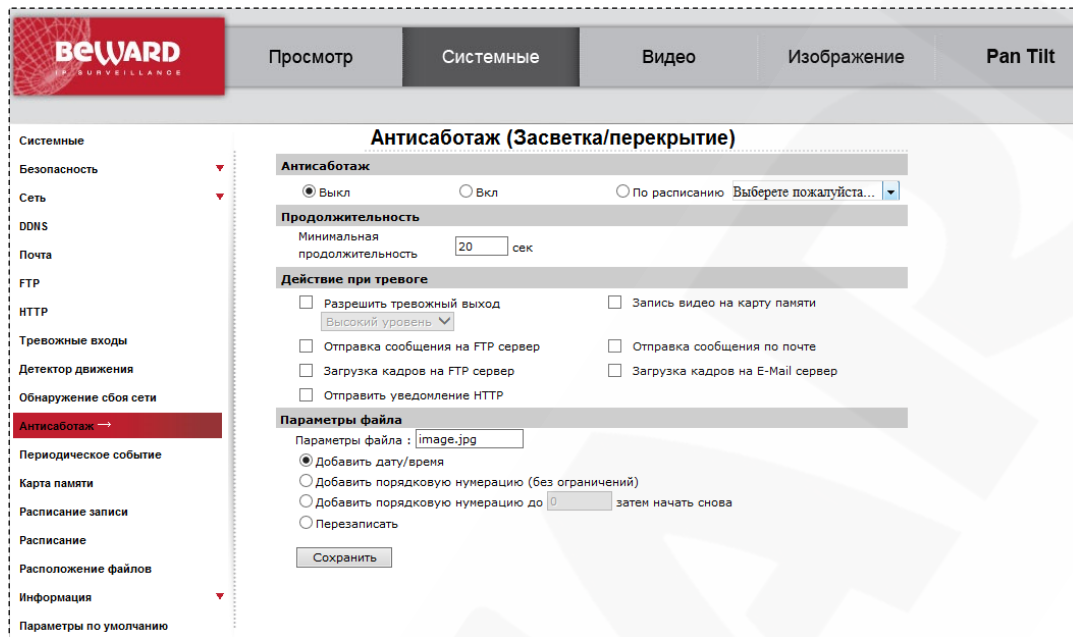 BEWARD
IP SURVEILLANCE
Просмотр
Системные
Видео
Изображение
Pan Tilt
Системные
Безопасность
Сеть
DDNS
Почта
FTP
HTTP
Тревожные входы
Детектор движения
Обнаружение сбоя сети
Антисаботаж →
Периодическое событие
Карта памяти
Расписание записи
Расписание
Расположение файлов
Информация
Параметры по умолчанию
Антисаботаж (Засветка/перекрытие)
Антисаботаж
Выкл
Вкл
По расписанию Выберете пожалуйста...
Продолжительность
Минимальная
продолжительность 20 сек
Действие при тревоге
Разрешить тревожный выход
Высокий уровень
Запись видео на карту памяти
Отправка сообщения на FTP сервер
Отправка сообщения по почте
Загрузка кадров на FTP сервер
Загрузка кадров на E-Mail сервер
Отправить уведомление HTTP
Параметры файла
Параметры файла : image.jpg
Добавить дату/время
Добавить порядковую нумерацию (без ограничений)
Добавить порядковую нумерацию до 0 затем начать снова
Перезаписать
Сохранить